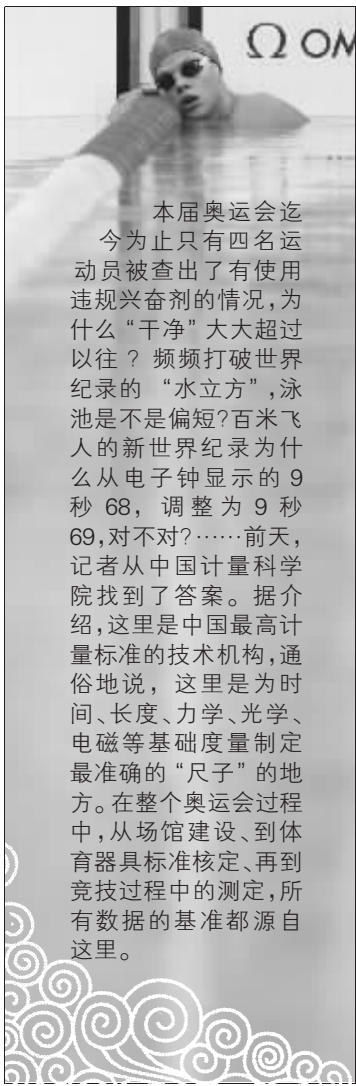 Ω OM
本届奥运会迄
今为止只有四名运
动员被查出了有使用
违规兴奋剂的情况，为
什么“干净”大大超过
以往？频频打破世界
纪录的“水立方”，泳
池是不是偏短？百米飞
人的新世界纪录为什
么从电子钟显示的 9
秒 68，调整为 9 秒
69，对不对？……前天，
记者从中国计量科学
院找到了答案。据介
绍，这里是中国最高计
量标准的技术机构，通
俗地说，这里是为时
间、长度、力学、光学、
电磁等基础度量制定
最准确的“尺子”的地
方。在整个奥运会过程
中，从场馆建设、到体
育器具标准核定、再到
竞技过程中的测定，所
有数据的基准都源自
这里。